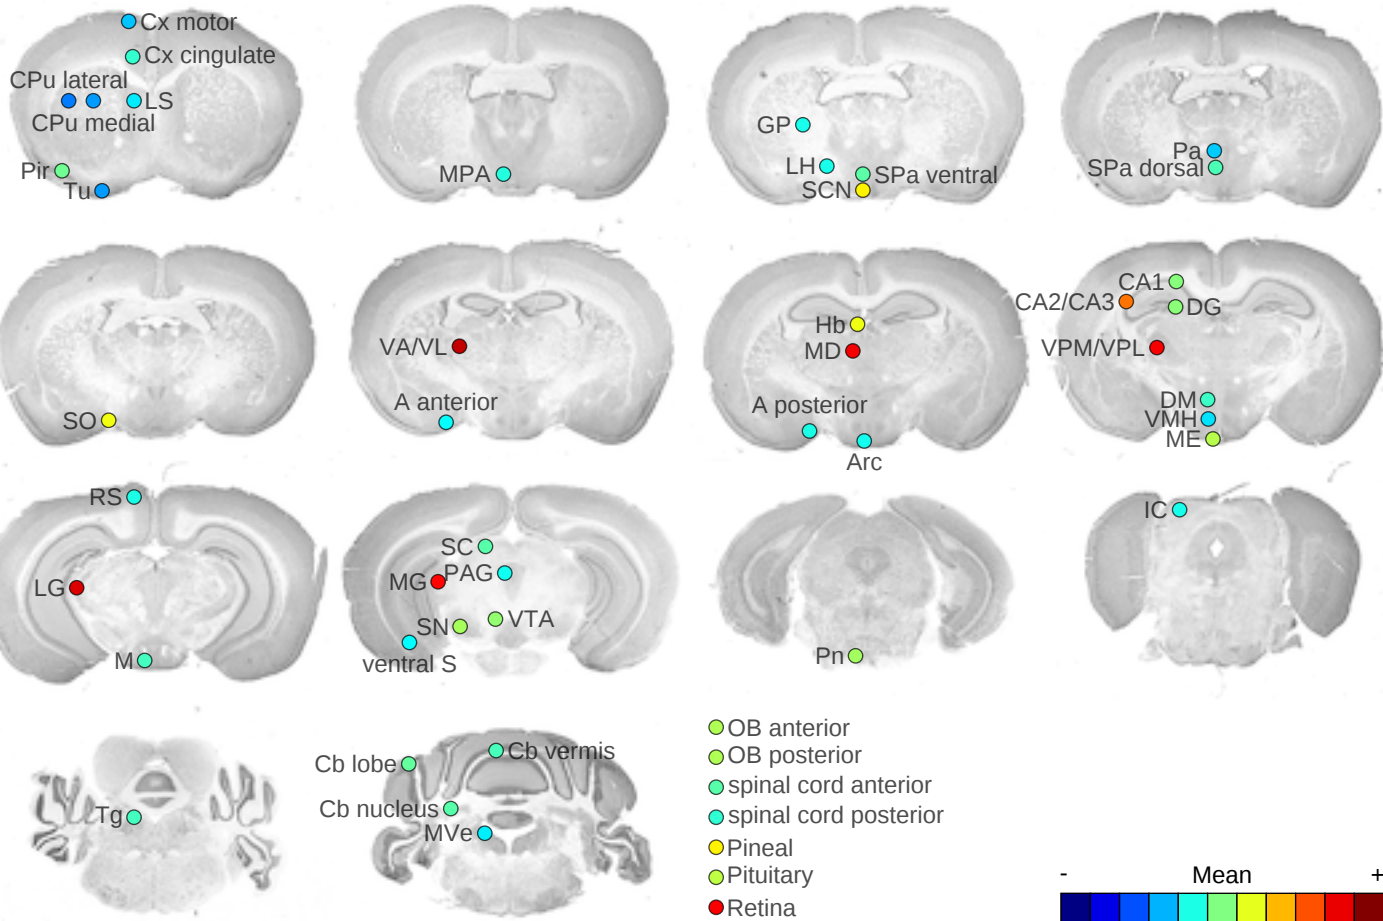 Cx motor
Cx cingulate
CPu lateral
LS
CPu medial
Pir
Tu
MPA
GP
LH
SPa ventral
SCN
Pa
SPa dorsal
SO
VA/VL
A anterior
Hb
MD
A posterior
Arc
CA1
CA2/CA3
DG
VPM/VPL
DM
VMH
ME
RS
LG
M
SC
MG
PAG
SN
VTA
ventral S
Pn
IC
Tg
Cb lobe
Cb vermis
Cb nucleus
MVe
OB anterior
OB posterior
spinal cord anterior
spinal cord posterior
Pineal
Pituitary
Retina
- Mean +